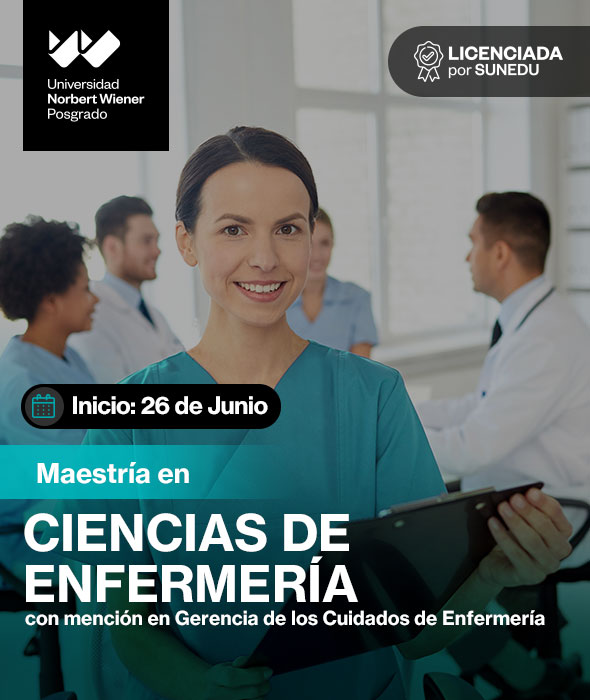 Universidad
Norbert Wiener
Posgrado
LICENCIADA
por SUNEDU
Inicio: 26 de Junio
Maestría en
CIENCIAS DE
ENFERMERÍA
con mención en Gerencia de los Cuidados de Enfermería